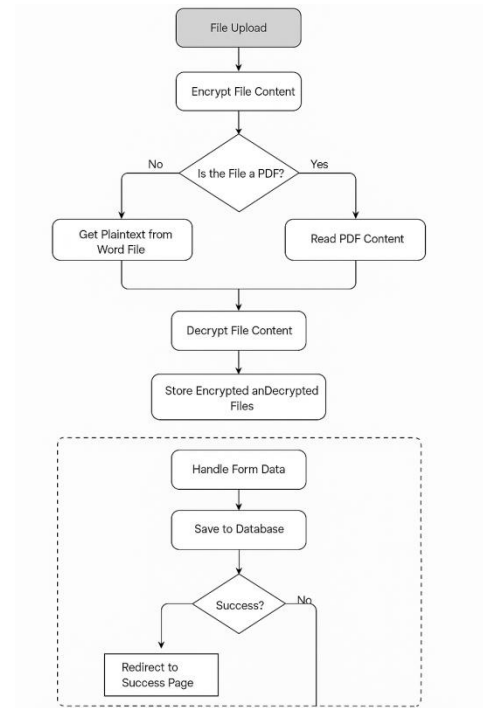 File Upload
Encrypt File Content
Is the File a PDF?
No
Yes
Get Plaintext from
Word File
Read PDF Content
Decrypt File Content
Store Encrypted anDecrypted
Files
Handle Form Data
Save to Database
Success?
No
Redirect to
Success Page